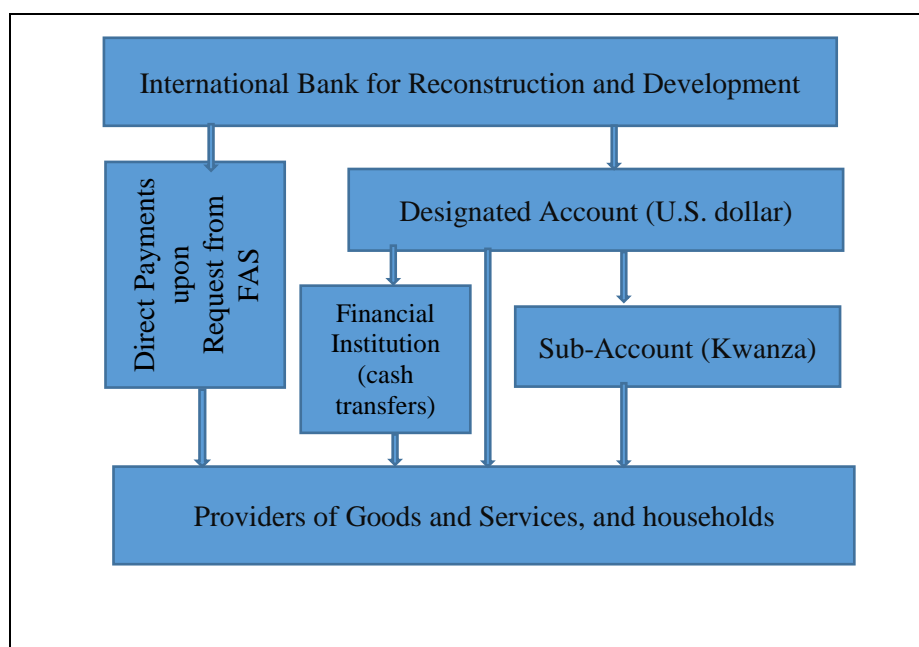 International Bank for Reconstruction and Development
Direct Payments
upon
Request from
FAS
Designated Account (U.S. dollar)
Financial
Institution
(cash
transfers)
Sub-Account (Kwanza)
Providers of Goods and Services, and households